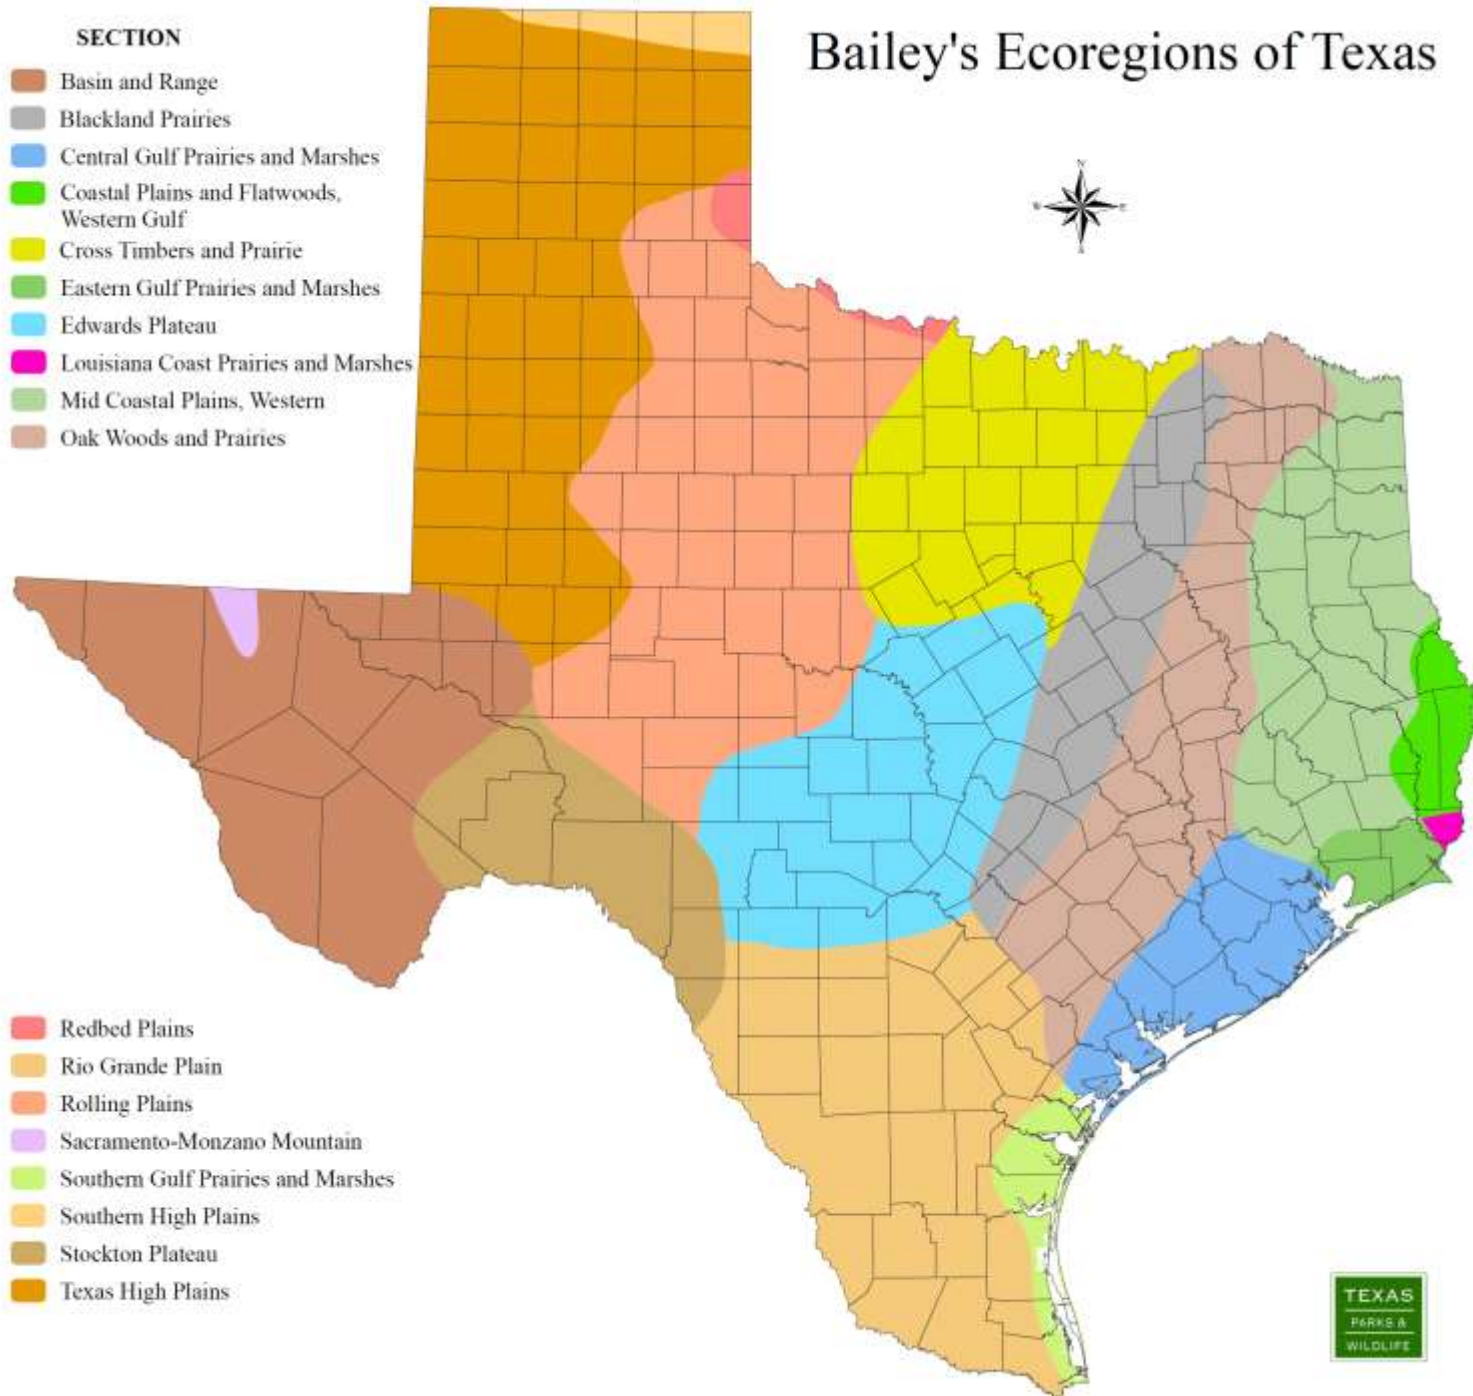 Bailey's Ecoregions of Texas
SECTION
Basin and Range
Blackland Prairies
Central Gulf Prairies and Marshes
Coastal Plains and Flatwoods,
Western Gulf
Cross Timbers and Prairie
Eastern Gulf Prairies and Marshes
Edwards Plateau
Louisiana Coast Prairies and Marshes
Mid Coastal Plains, Western
Oak Woods and Prairies
N
W
E
S
Redbed Plains
Rio Grande Plain
Rolling Plains
Sacramento-Monzano Mountain
Southern Gulf Prairies and Marshes
Southern High Plains
Stockton Plateau
Texas High Plains
TEXAS
PARKS &
WILDLIFE